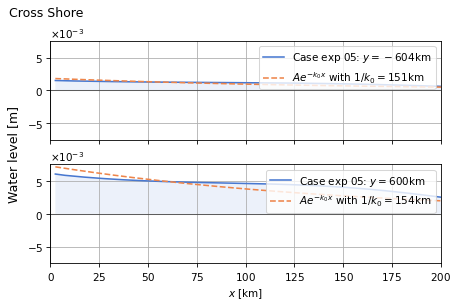 Cross Shore
×10⁻³
5
0
−5
Case exp 05: y = −604km
Ae^{−k₀x} with 1/k₀ = 151km
Water level [m]
×10⁻³
5
0
−5
Case exp 05: y = 600km
Ae^{−k₀x} with 1/k₀ = 154km
0 25 50 75 100 125 150 175 200
x [km]